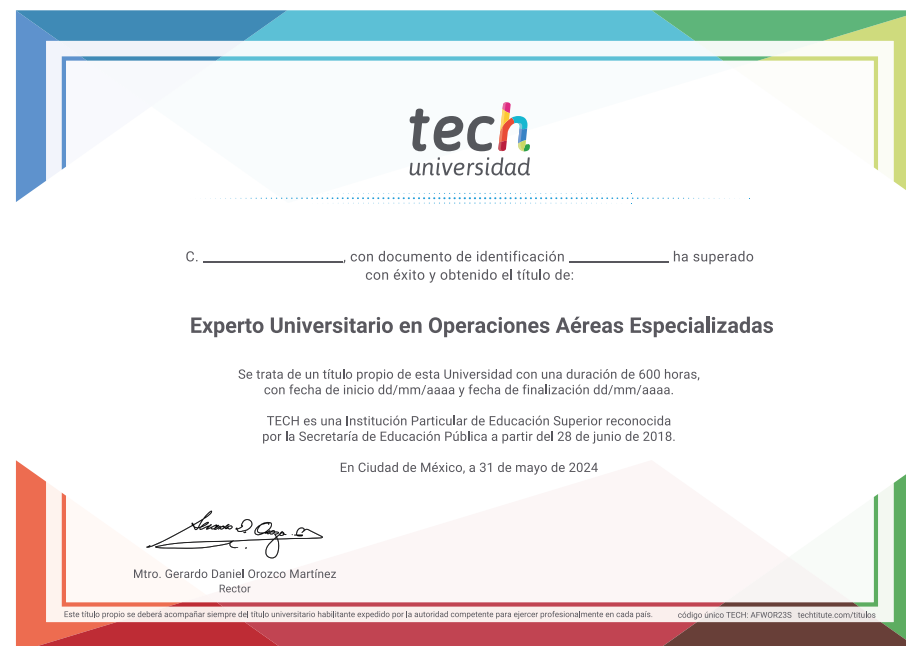 tech
universidad
C. ____________, con documento de identificación ____________ ha superado
con éxito y obtenido el título de:
Experto Universitario en Operaciones Aéreas Especializadas
Se trata de un título propio de esta Universidad con una duración de 600 horas,
con fecha de inicio dd/mm/aaaa y fecha de finalización dd/mm/aaaa.
TECH es una Institución Particular de Educación Superior reconocida
por la Secretaría de Educación Pública a partir del 28 de junio de 2018.
En Ciudad de México, a 31 de mayo de 2024
Mtro. Gerardo Daniel Orozco Martínez
Rector
Este título propio se deberá acompañar siempre del título universitario habilitante expedido por la autoridad competente para ejercer profesionalmente en cada país. código único TECH: AFWOR23S techtitute.com/titulos